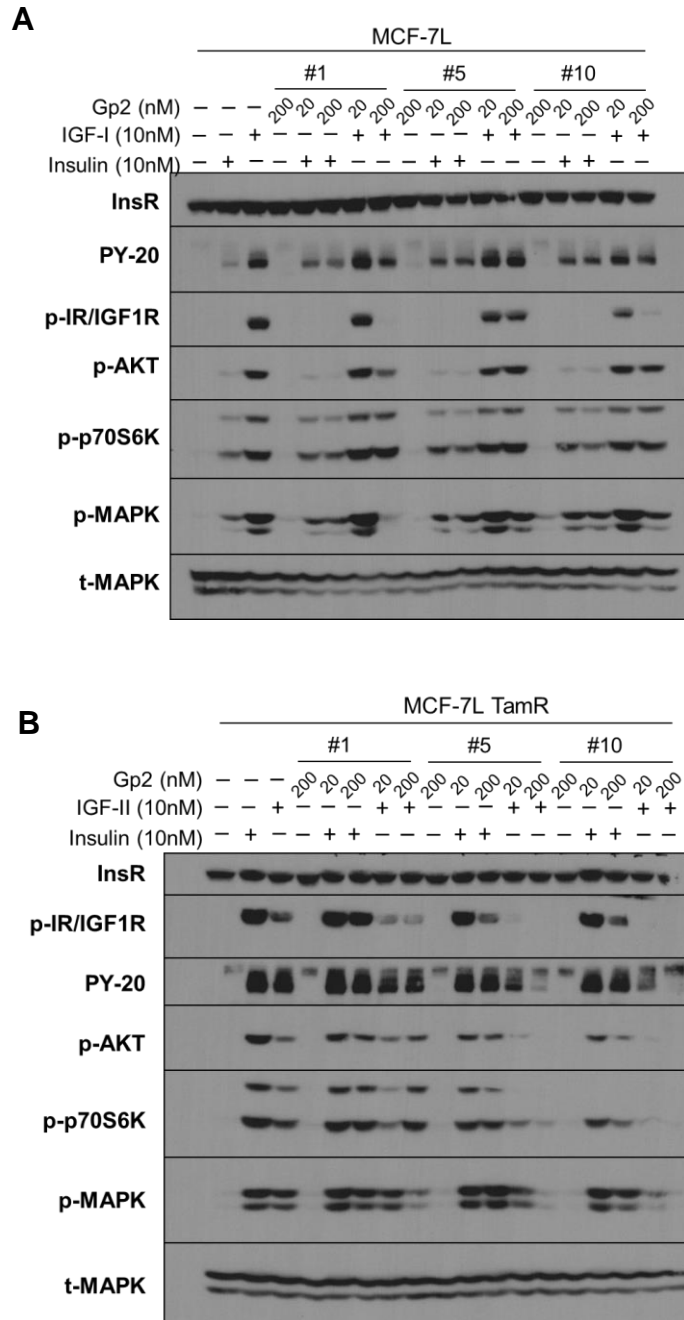 A
MCF-7L
#1 #5 #10
Gp2 (nM) – – – 200 20 200 20 200 200 20 200 20 200 200 20 200 20 200
IGF-I (10nM) – – + – – – + + – – – + + – – – + +
Insulin (10nM) – + – – + + – – – + + – – – + + – –
InsR
PY-20
p-IR/IGF1R
p-AKT
p-p70S6K
p-MAPK
t-MAPK
B
MCF-7L TamR
#1 #5 #10
Gp2 (nM) – – – 200 20 200 20 200 200 20 200 20 200 200 20 200 20 200
IGF-II (10nM) – – + – – – + + – – – + + – – – + +
Insulin (10nM) – + – – + + – – – + + – – – + + – –
InsR
p-IR/IGF1R
PY-20
p-AKT
p-p70S6K
p-MAPK
t-MAPK